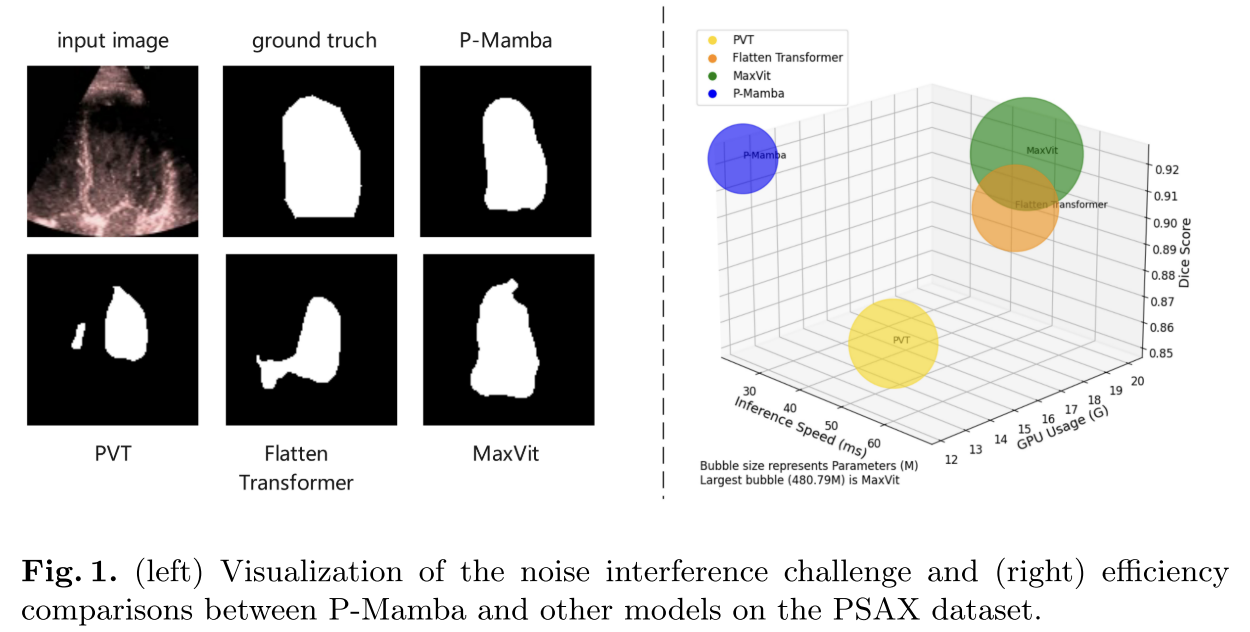 input image
ground truch
P-Mamba
PVT
Flatten
Transformer
MaxVit
PVT
Flatten Transformer
MaxVit
P-Mamba
P-Mamba
MaxVit
Flatten Transformer
PVT
0.92
0.91
0.90
0.89
0.88
0.87
0.86
0.85
Dice Score
30
40
50
60
Inference Speed (ms)
12
13
14
15
16
17
18
19
20
GPU Usage (G)
Bubble size represents Parameters (M)
Largest bubble (480.79M) is MaxVit
Fig. 1. (left) Visualization of the noise interference challenge and (right) efficiency
comparisons between P-Mamba and other models on the PSAX dataset.